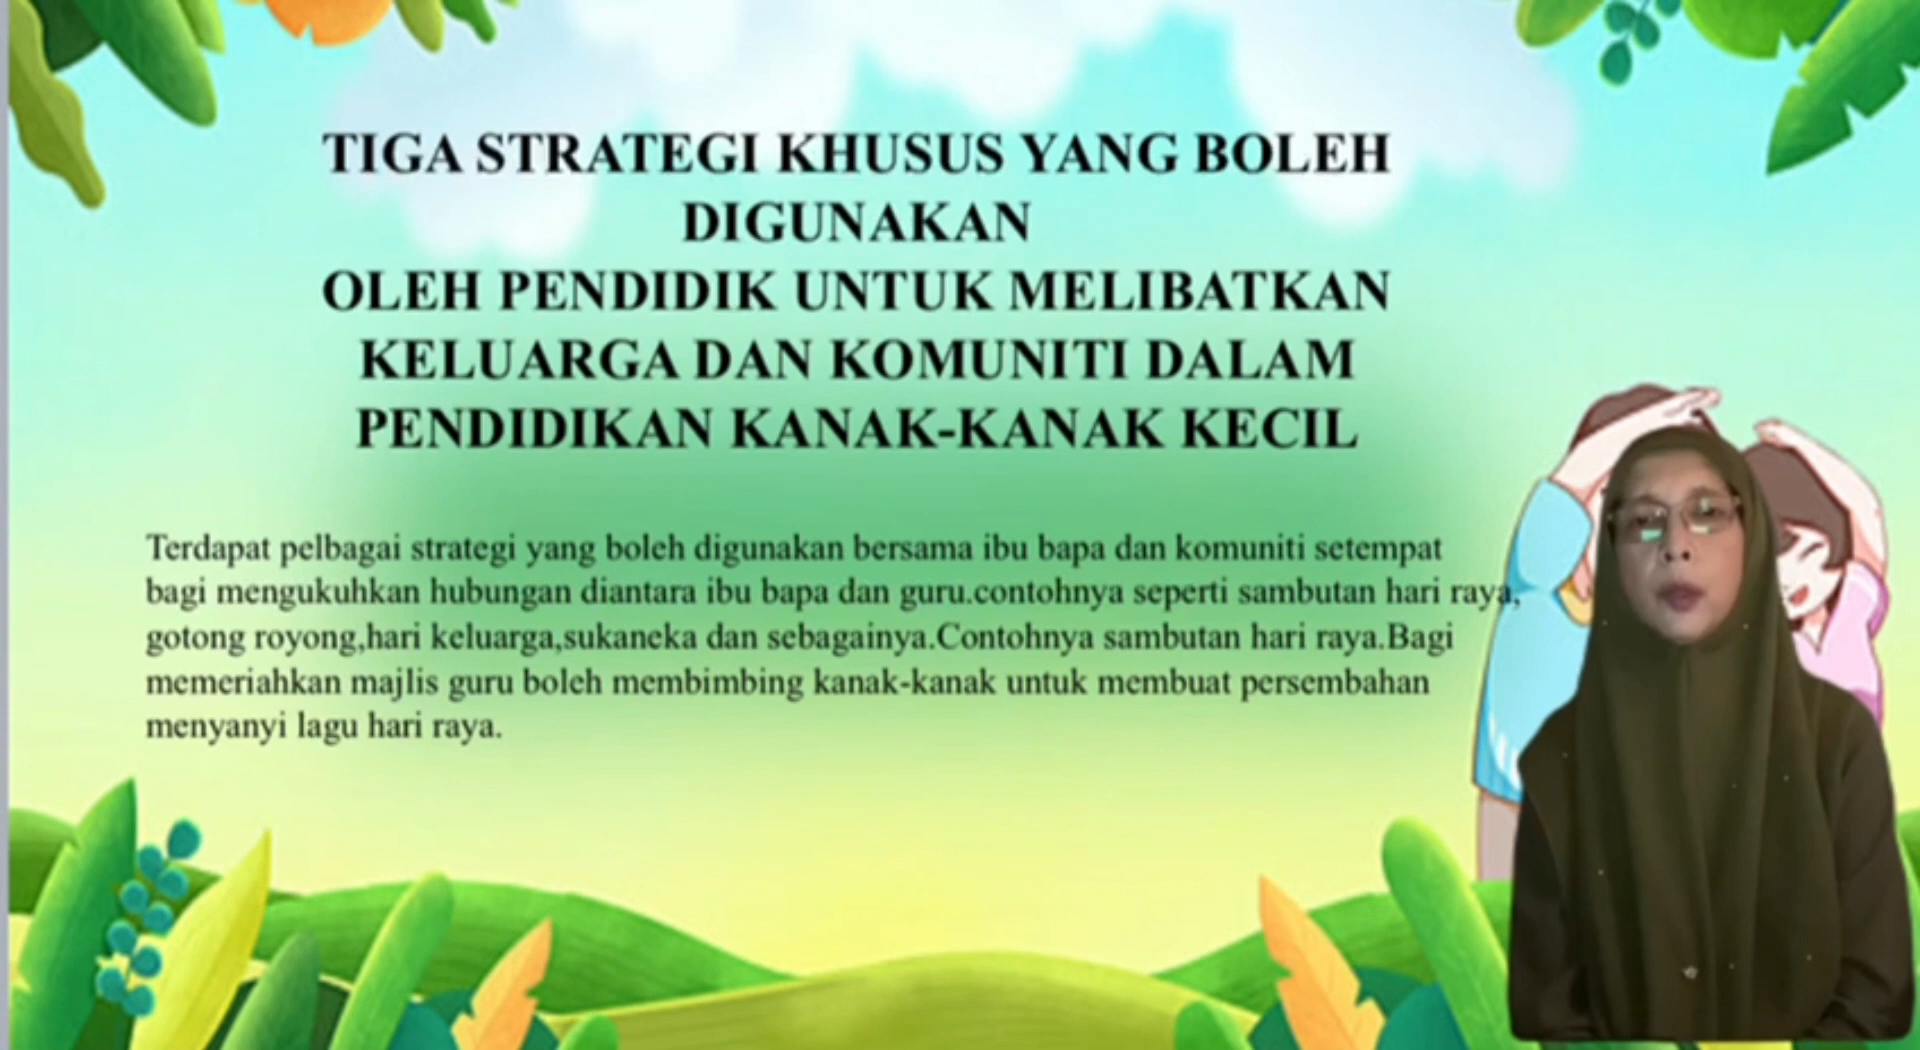 TIGA STRATEGI KHUSUS YANG BOLEH
DIGUNAKAN
OLEH PENDIDIK UNTUK MELIBATKAN
KELUARGA DAN KOMUNITI DALAM
PENDIDIKAN KANAK-KANAK KECIL
Terdapat pelbagai strategi yang boleh digunakan bersama ibu bapa dan komuniti setempat
bagi mengukuhkan hubungan diantara ibu bapa dan guru.contohnya seperti sambutan hari raya,
gotong royong,hari keluarga,sukaneka dan sebagainya.Contohnya sambutan hari raya.Bagi
memeriahkan majlis guru boleh membimbing kanak-kanak untuk membuat persembahan
menyanyi lagu hari raya.